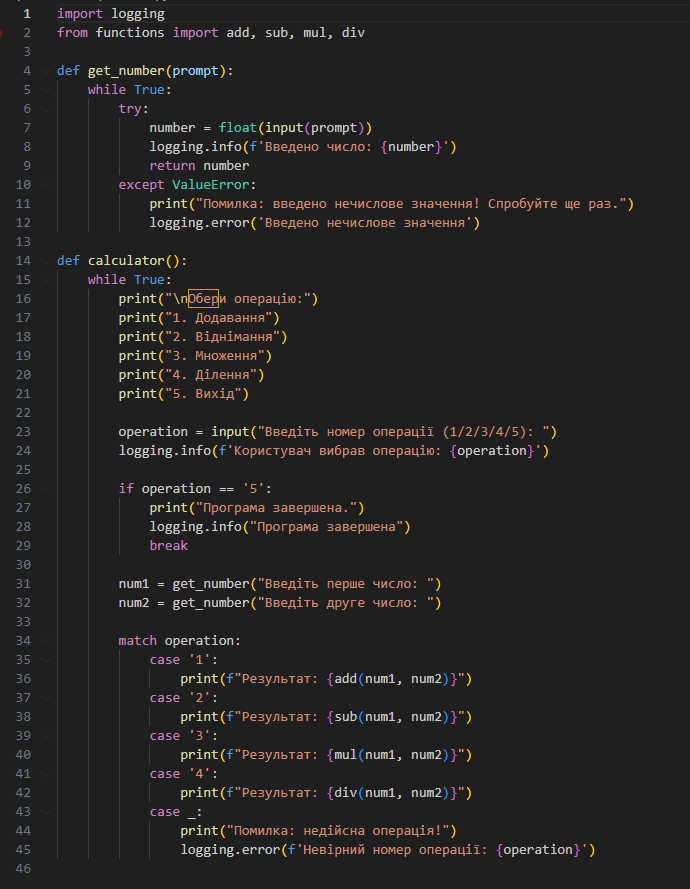 1 import logging
2 from functions import add, sub, mul, div
3
4 def get_number(prompt):
5     while True:
6         try:
7             number = float(input(prompt))
8             logging.info(f'Введено число: {number}')
9             return number
10         except ValueError:
11             print("Помилка: введено нечислове значення! Спробуйте ще раз.")
12             logging.error('Введено нечислове значення')
13
14 def calculator():
15     while True:
16         print("\nОбери операцію:")
17         print("1. Додавання")
18         print("2. Віднімання")
19         print("3. Множення")
20         print("4. Ділення")
21         print("5. Вихід")
22
23         operation = input("Введіть номер операції (1/2/3/4/5): ")
24         logging.info(f'Користувач вибрав операцію: {operation}')
25
26         if operation == '5':
27             print("Програма завершена.")
28             logging.info("Програма завершена")
29             break
30
31         num1 = get_number("Введіть перше число: ")
32         num2 = get_number("Введіть друге число: ")
33
34         match operation:
35             case '1':
36                 print(f"Результат: {add(num1, num2)}")
37             case '2':
38                 print(f"Результат: {sub(num1, num2)}")
39             case '3':
40                 print(f"Результат: {mul(num1, num2)}")
41             case '4':
42                 print(f"Результат: {div(num1, num2)}")
43             case _:
44                 print("Помилка: недійсна операція!")
45                 logging.error(f'Невірний номер операції: {operation}')
46